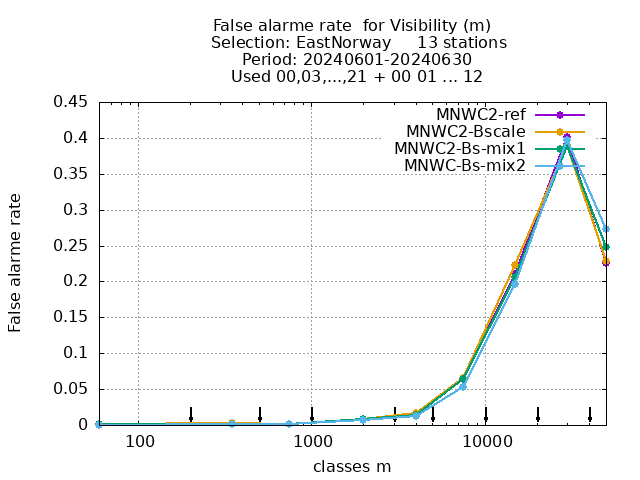 False alarme rate  for Visibility (m)
Selection: EastNorway     13 stations
Period: 20240601-20240630
Used 00,03,...,21 + 00 01 ... 12
MNWC2-ref
MNWC2-Bscale
MNWC2-Bs-mix1
MNWC-Bs-mix2
False alarme rate
0.45
0.4
0.35
0.3
0.25
0.2
0.15
0.1
0.05
0
100
1000
10000
classes m